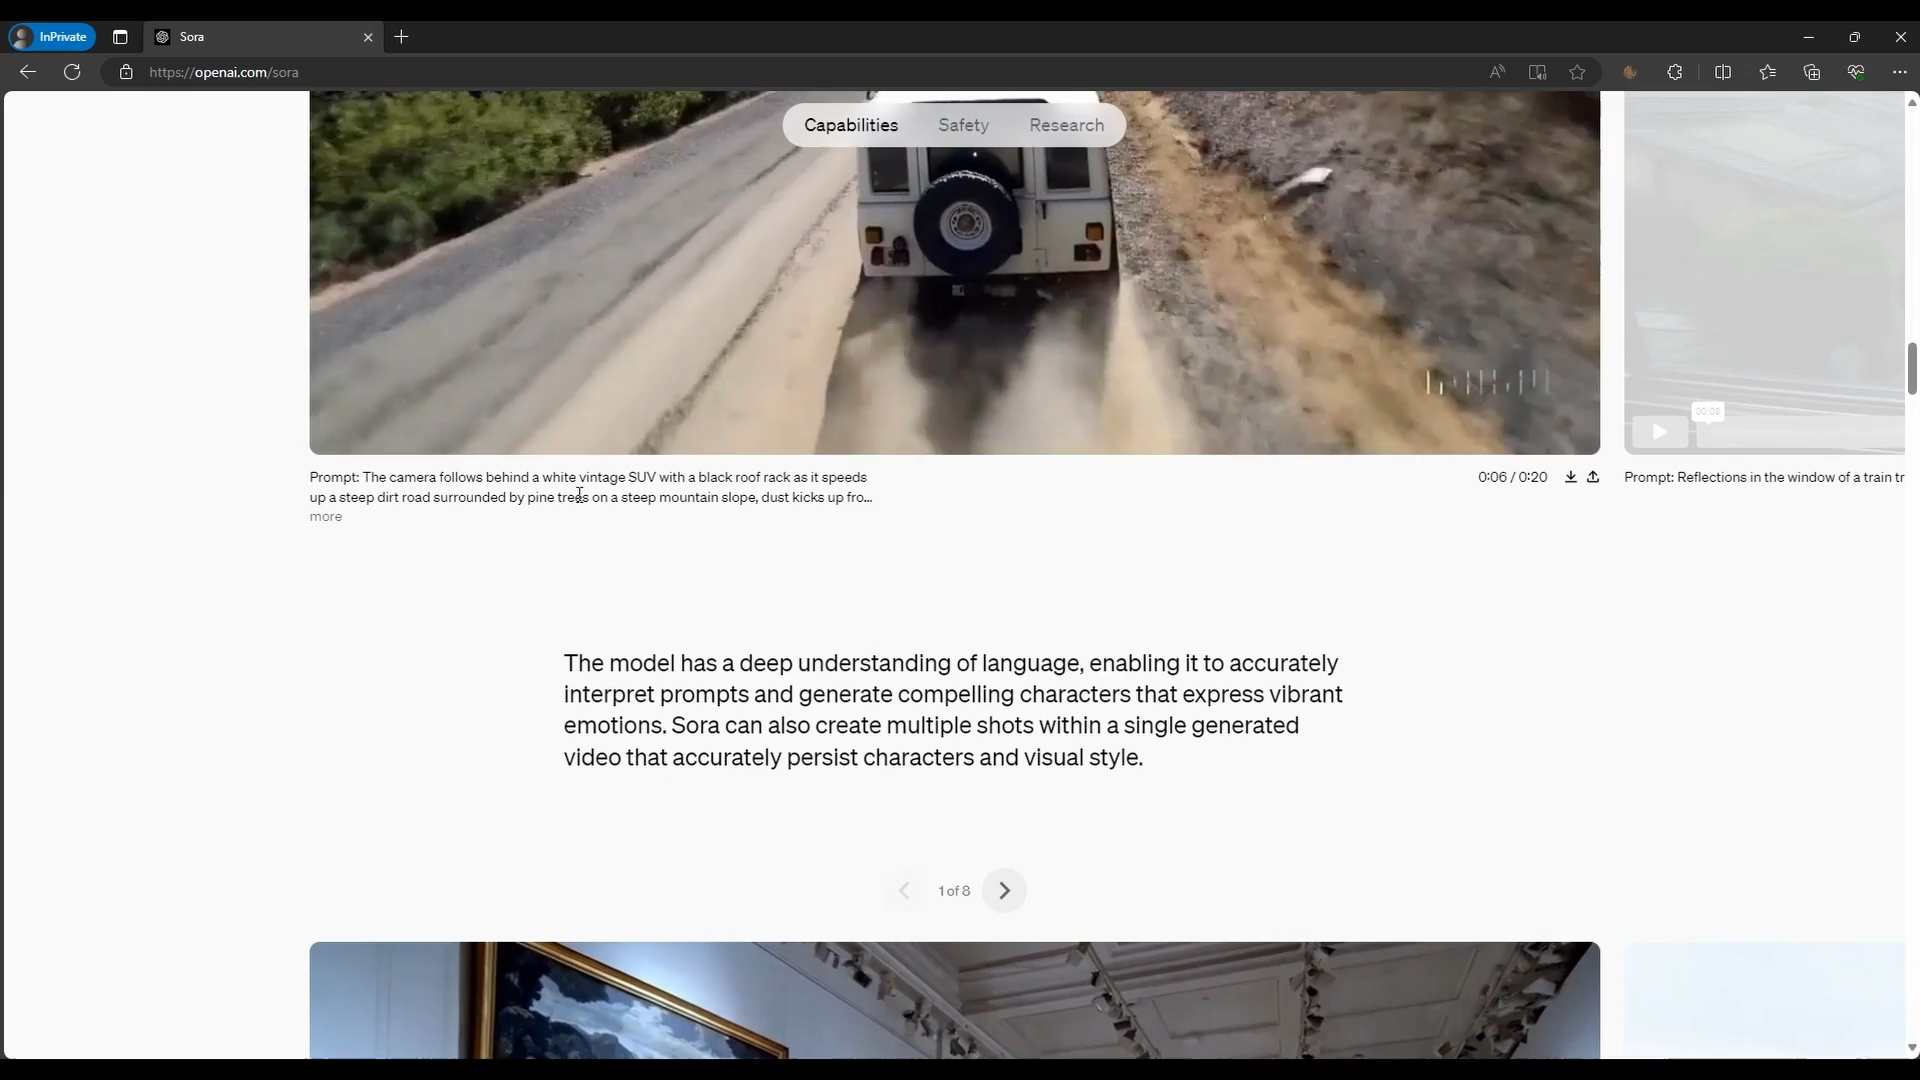 InPrivate
Sora
https://openai.com/sora
Capabilities Safety Research
00:08
Prompt: The camera follows behind a white vintage SUV with a black roof rack as it speeds
up a steep dirt road surrounded by pine trees on a steep mountain slope, dust kicks up fro...
more
0:06 / 0:20
Prompt: Reflections in the window of a train tr
The model has a deep understanding of language, enabling it to accurately
interpret prompts and generate compelling characters that express vibrant
emotions. Sora can also create multiple shots within a single generated
video that accurately persist characters and visual style.
1 of 8